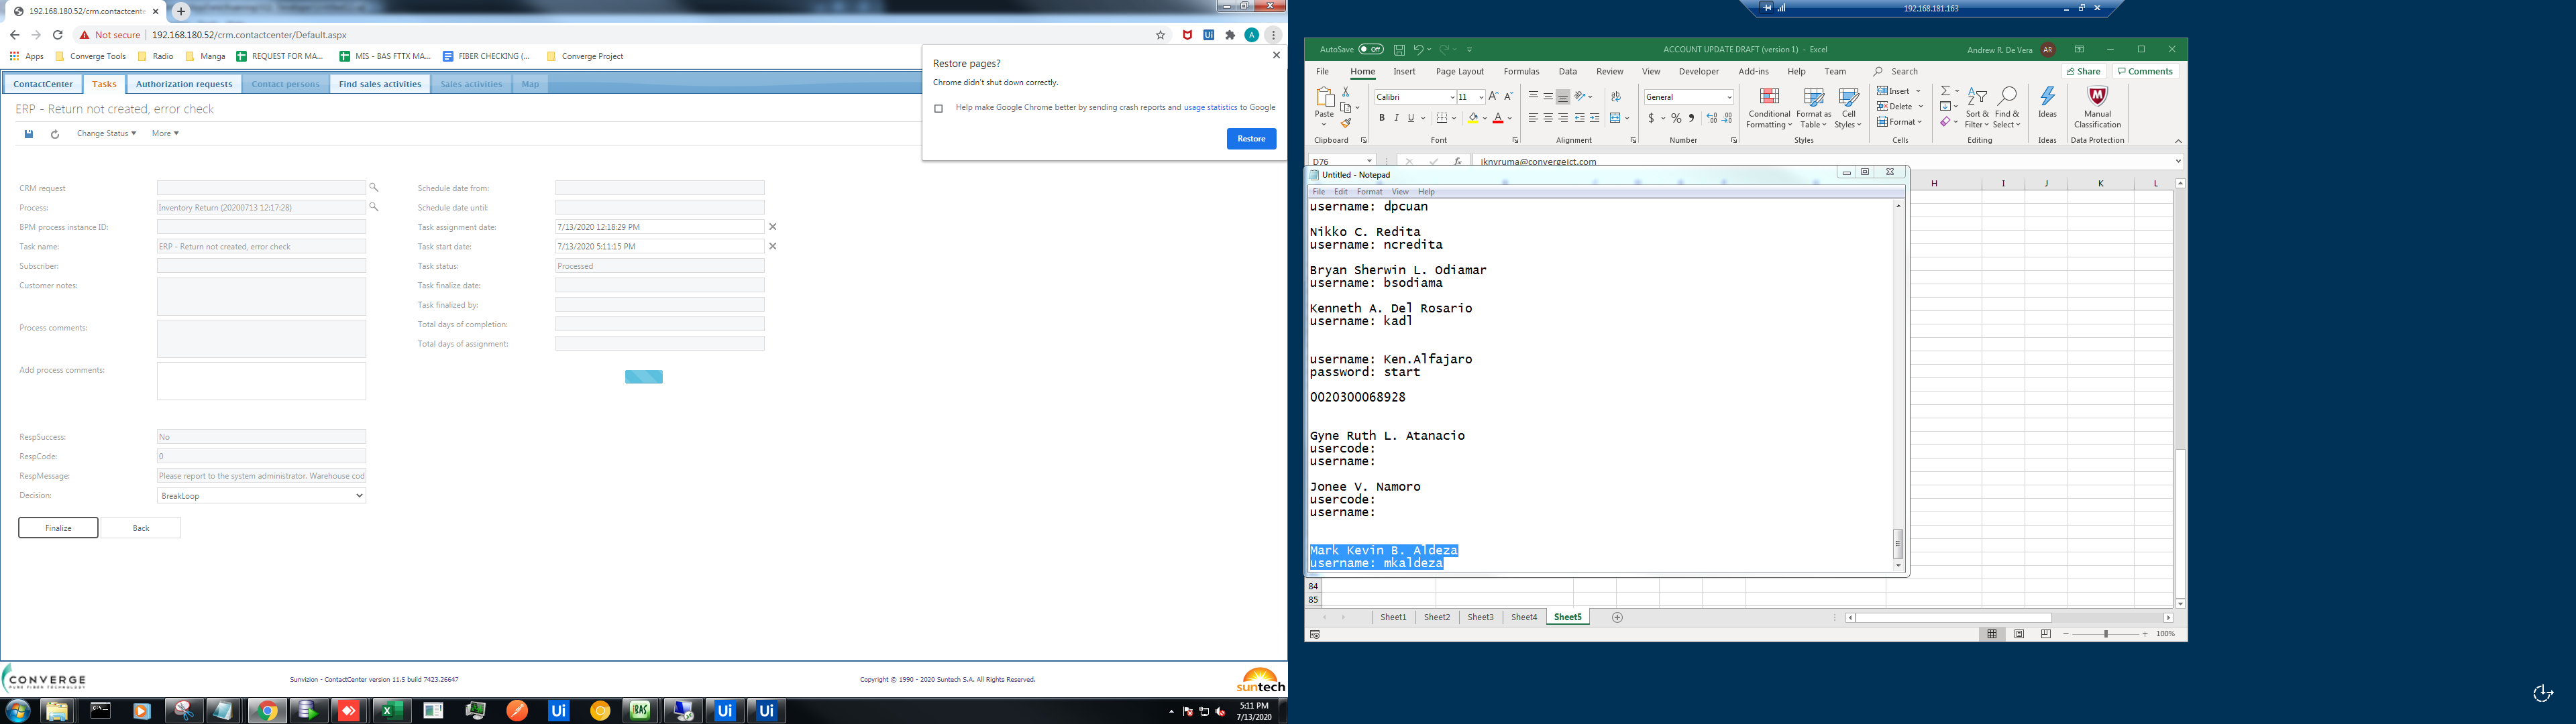 192.168.180.52/crm.contactcente
Not secure
192.168.180.52/crm.contactcenter/Default.aspx
Apps
Converge Tools
Radio
Manga
REQUEST FOR MA...
MIS - BAS FTTX MA...
FIBER CHECKING (...
Converge Project
Restore pages?
Chrome didn't shut down correctly.
Help make Google Chrome better by sending crash reports and usage statistics to Google
Restore
ContactCenter
Tasks
Authorization requests
Contact persons
Find sales activities
Sales activities
Map
ERP - Return not created, error check
Change Status
More
CRM request
Process:
Inventory Return (20200713 12:17:28)
BPM process instance ID:
Task name:
ERP - Return not created, error check
Subscriber:
Customer notes:
Process comments:
Add process comments:
RespSuccess:
No
RespCode:
0
RespMessage:
Please report to the system administrator. Warehouse cod
Decision:
BreakLoop
Finalize
Back
Schedule date from:
Schedule date until:
Task assignment date:
7/13/2020 12:18:29 PM
Task start date:
7/13/2020 5:11:15 PM
Task status:
Processed
Task finalize date:
Task finalized by:
Total days of completion:
Total days of assignment:
CONVERGE
PURE FIBER TECHNOLOGY
Sunvizion - ContactCenter version 11.5 build 7423.26647
Copyright © 1990 - 2020 Suntech S.A. All Rights Reserved.
suntech
5:11 PM
7/13/2020
192.168.181.163
AutoSave
Off
ACCOUNT UPDATE DRAFT (version 1) - Excel
Andrew R. De Vera
AR
File
Home
Insert
Page Layout
Formulas
Data
Review
View
Developer
Add-ins
Help
Team
Search
Share
Comments
Paste
Clipboard
Calibri
11
B I U
Font
Alignment
General
Number
Conditional Formatting
Format as Table
Cell Styles
Styles
Insert
Delete
Format
Cells
Sort & Filter
Find & Select
Editing
Ideas
Ideas
Manual Classification
Data Protection
D76
jknyruma@convergeict.com
H I J K L
Untitled - Notepad
File Edit Format View Help
username: dpcuan
Nikko C. Redita
username: ncredita
Bryan Sherwin L. Odiamar
username: bsodiama
Kenneth A. Del Rosario
username: kadl
username: Ken.Alfajaro
password: start
0020300068928
Gyne Ruth L. Atanacio
usercode:
username:
Jonee V. Namoro
usercode:
username:
Mark Kevin B. Aldeza
username: mkaldeza
84
85
Sheet1
Sheet2
Sheet3
Sheet4
Sheet5
100%